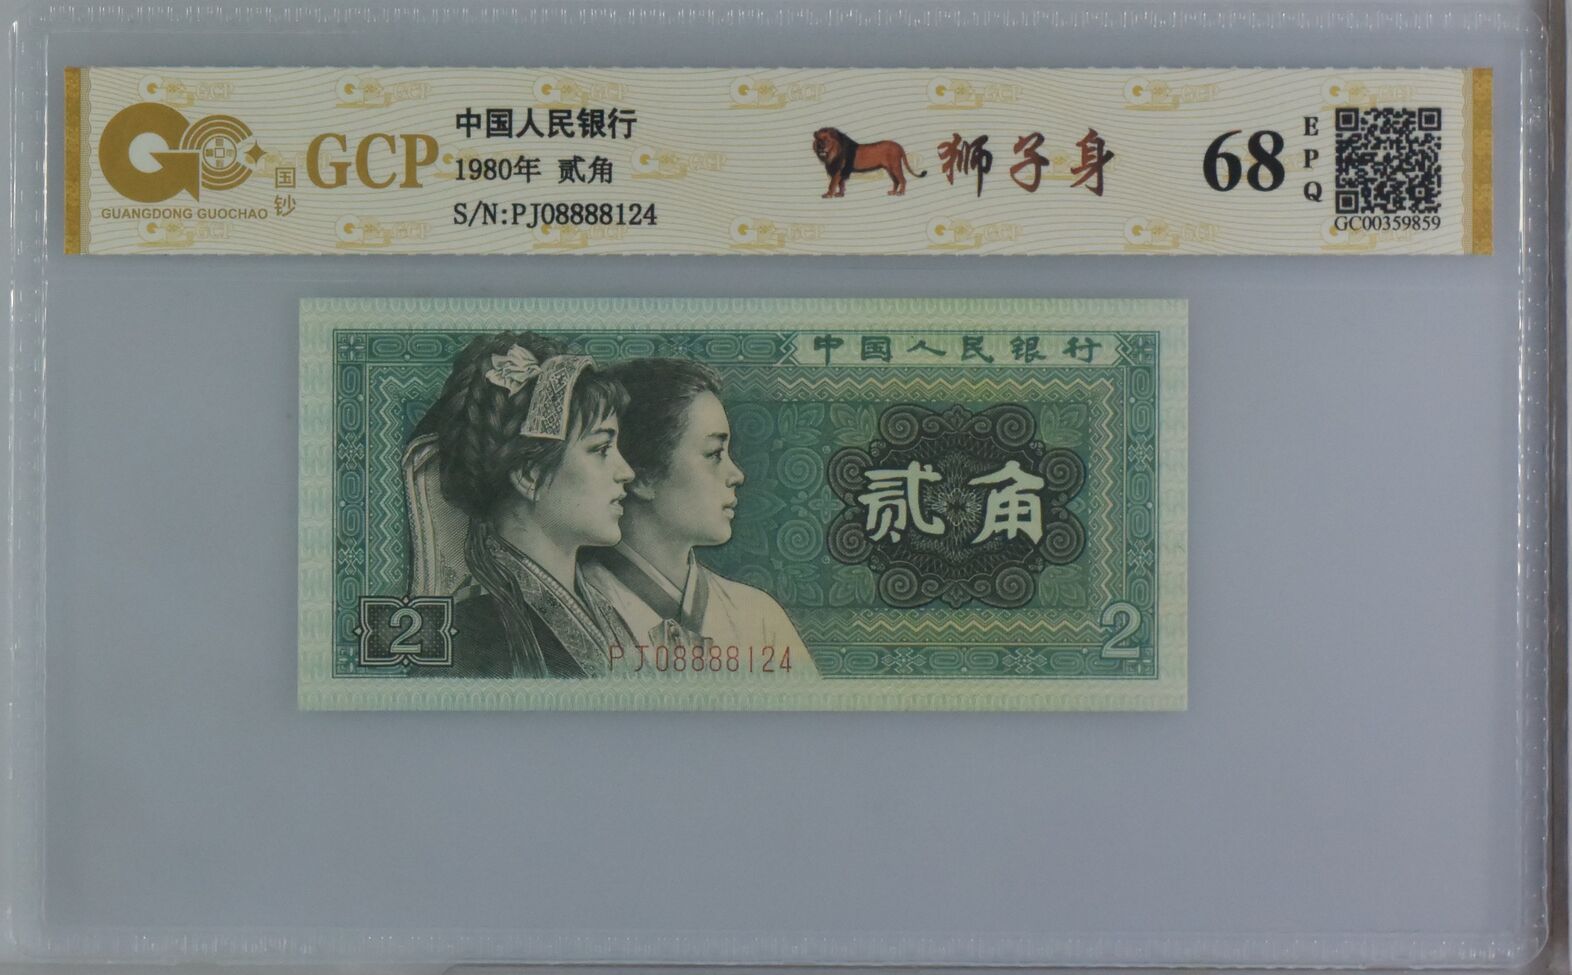 国钞
GCP
GUANGDONG GUOCHAO
中国人民银行
1980年 贰角
S/N:PJ08888124
狮子身
68
EPQ
GC00359859
中国人民银行
贰角
2
2
PJ08888124